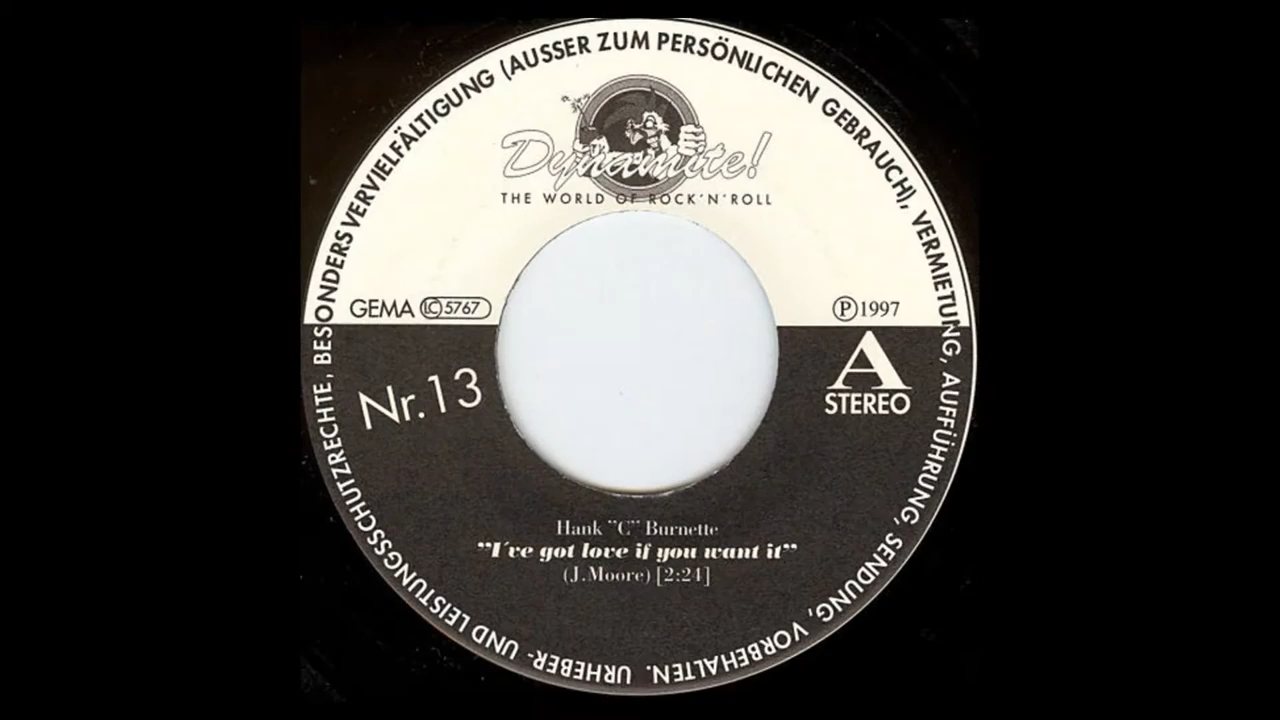 URHEBER- UND LEISTUNGSSCHUTZRECHTE, BESONDERS VERVIELFÄLTIGUNG (AUSSER ZUM PERSÖNLICHEN GEBRAUCH), VERMIETUNG, AUFFÜHRUNG, SENDUNG, VORBEHALTEN.
Dynamite!
THE WORLD OF ROCK'N'ROLL
GEMA LC 5767
Ⓟ1997
A
STEREO
Nr.13
Hank "C" Burnette
"I've got love if you want it"
(J.Moore) [2:24]